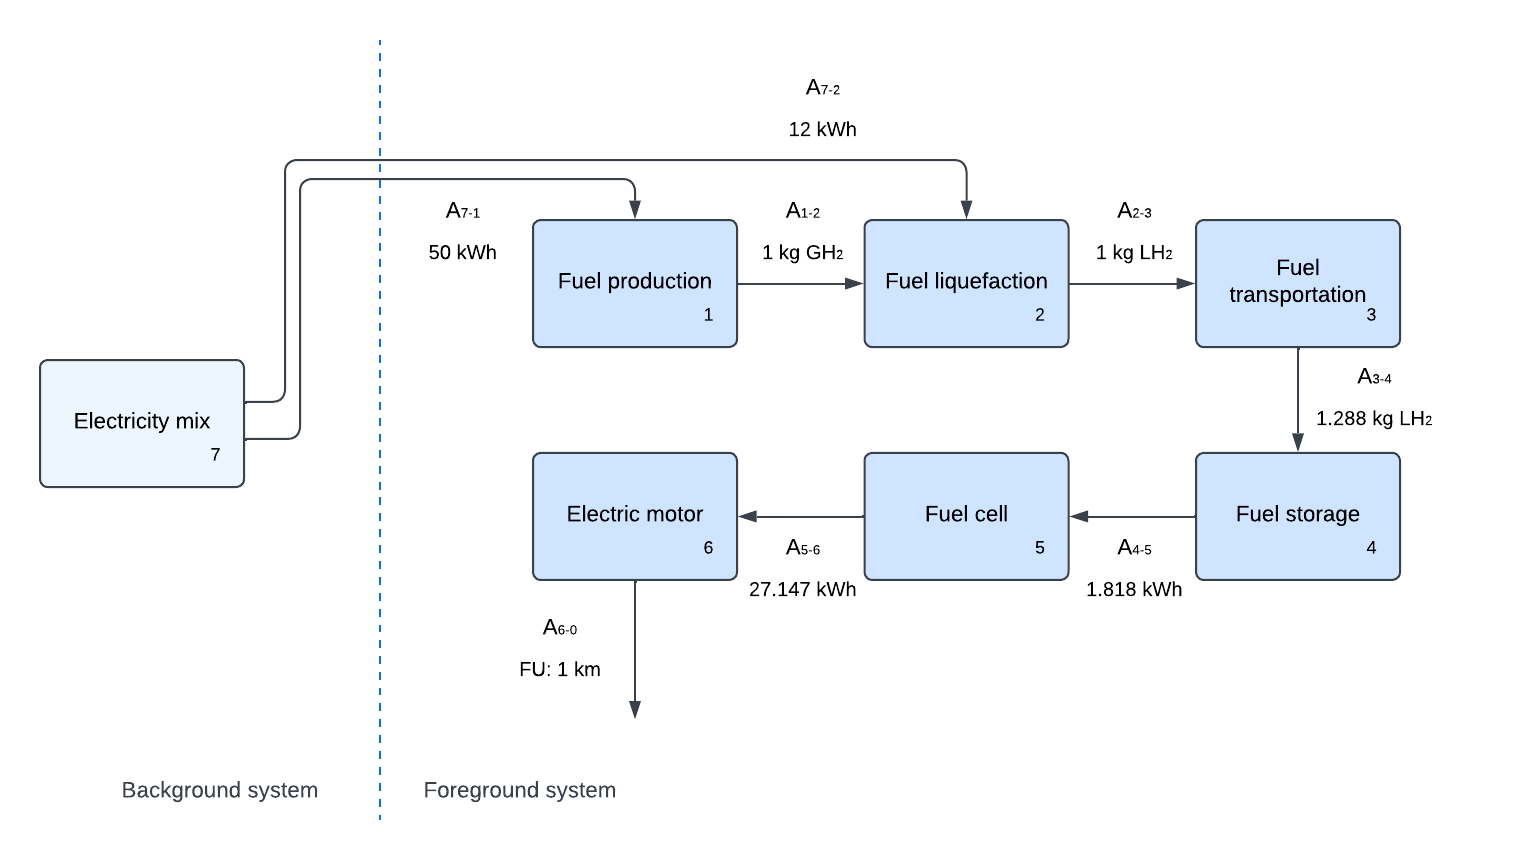 A7-2
12 kWh
A7-1
50 kWh
A1-2
1 kg GH2
A2-3
1 kg LH2
Fuel production
1
Fuel liquefaction
2
Fuel
transportation
3
A3-4
1.288 kg LH2
Electricity mix
7
Electric motor
6
Fuel cell
5
Fuel storage
4
A5-6
27.147 kWh
A4-5
1.818 kWh
A6-0
FU: 1 km
Background system
Foreground system